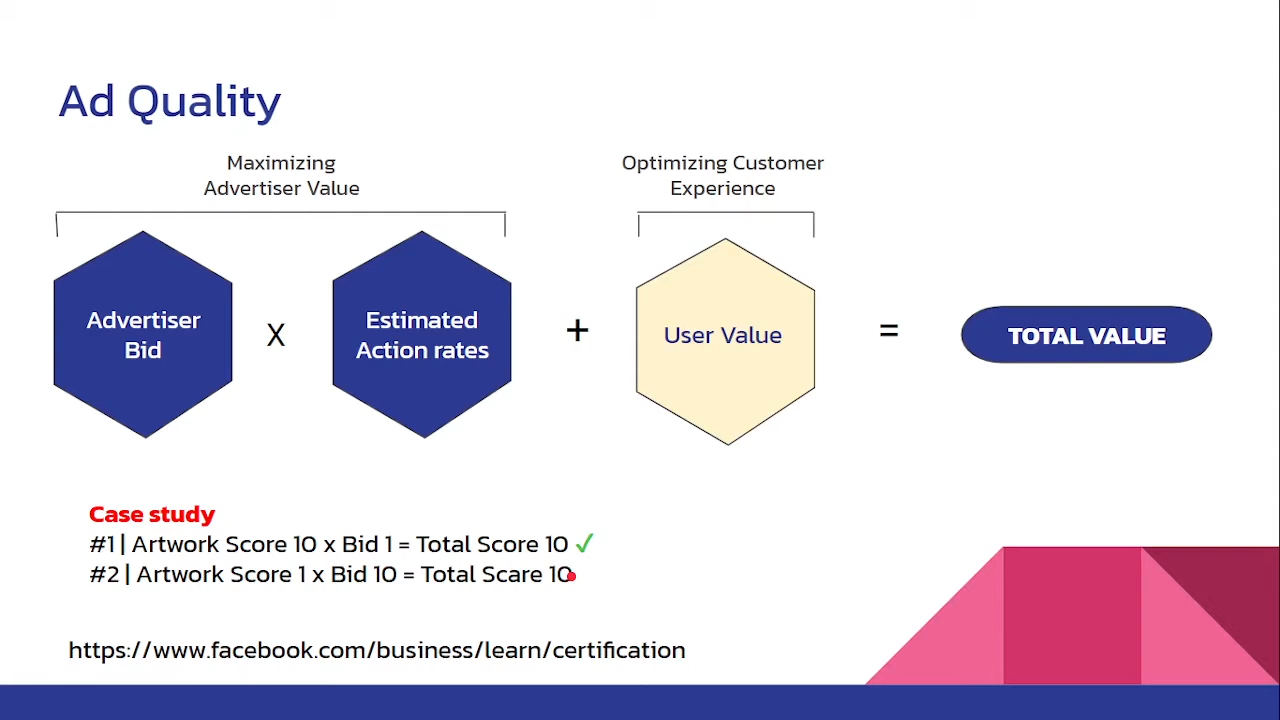 Ad Quality
Maximizing
Advertiser Value
Optimizing Customer
Experience
Advertiser
Bid
X
Estimated
Action rates
+
User Value
=
TOTAL VALUE
Case study
#1 | Artwork Score 10 x Bid 1 = Total Score 10 ✓
#2 | Artwork Score 1 x Bid 10 = Total Scare 10
https://www.facebook.com/business/learn/certification